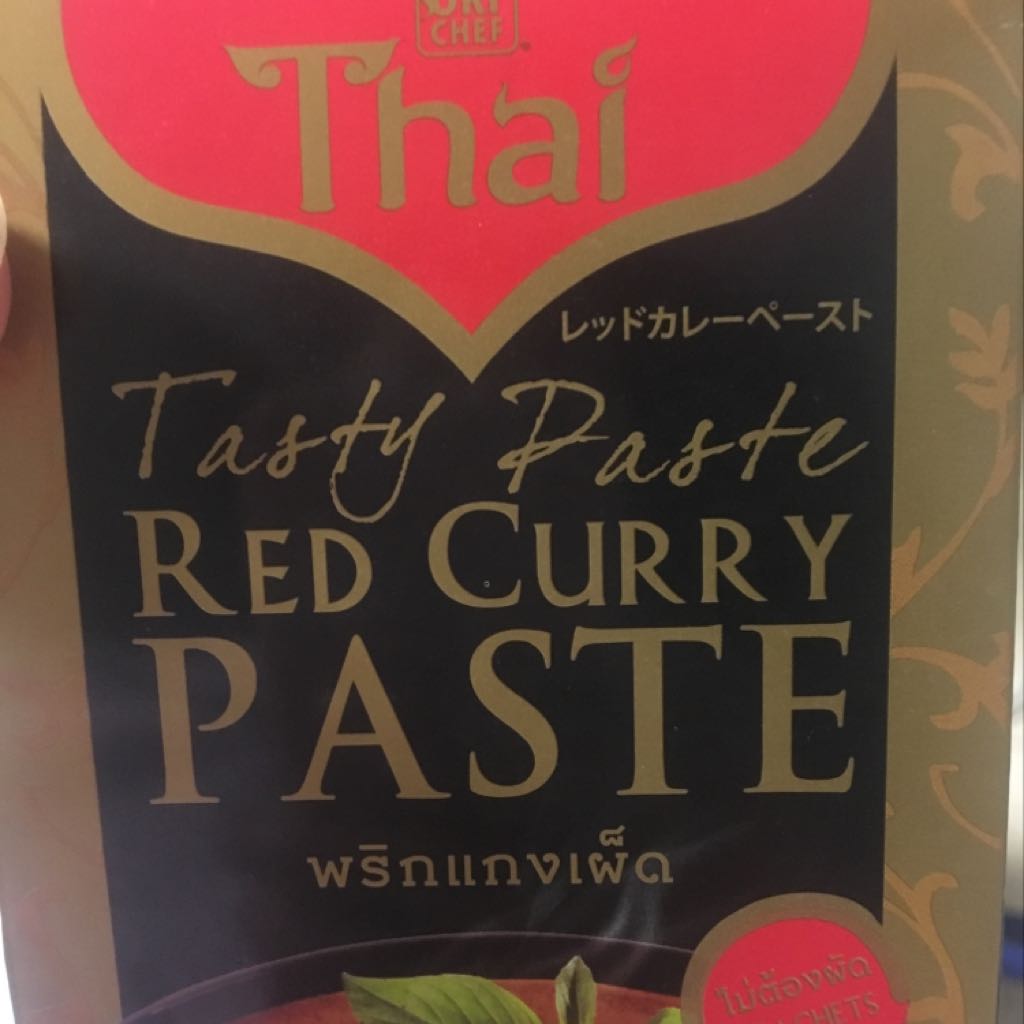 CHEF
Thai
レッドカレーペースト
Tasty Paste
RED CURRY
PASTE
พริกแกงเผ็ด
ไม่ต้องผัด